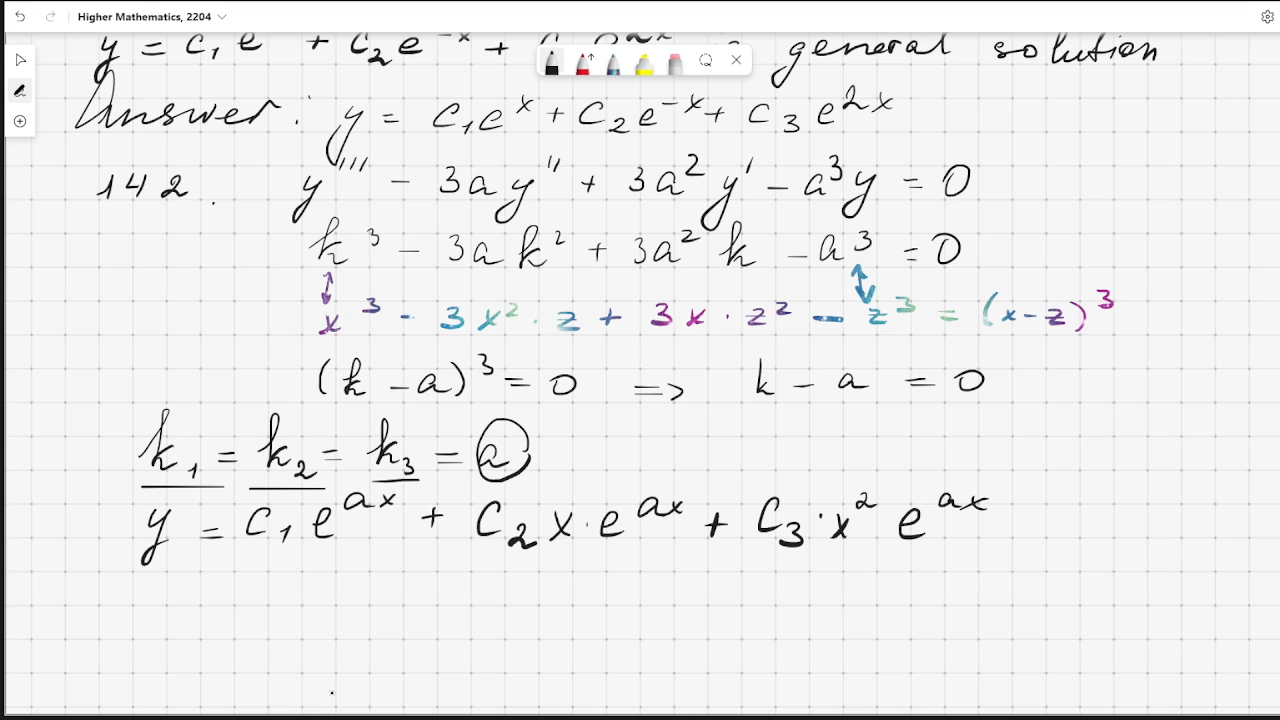 Higher Mathematics, 2204
y = C₁e + C₂e⁻ˣ + general solution
Answer: y = C₁eˣ + C₂e⁻ˣ + C₃e²ˣ
142. y''' - 3ay'' + 3a²y' - a³y = 0
k³ - 3ak² + 3a²k - a³ = 0
x³ - 3x²·z + 3x·z² - z³ = (x-z)³
(k - a)³ = 0 => k - a = 0
k₁ = k₂ = k₃ = a
y = C₁eᵃˣ + C₂x·eᵃˣ + C₃·x²eᵃˣ